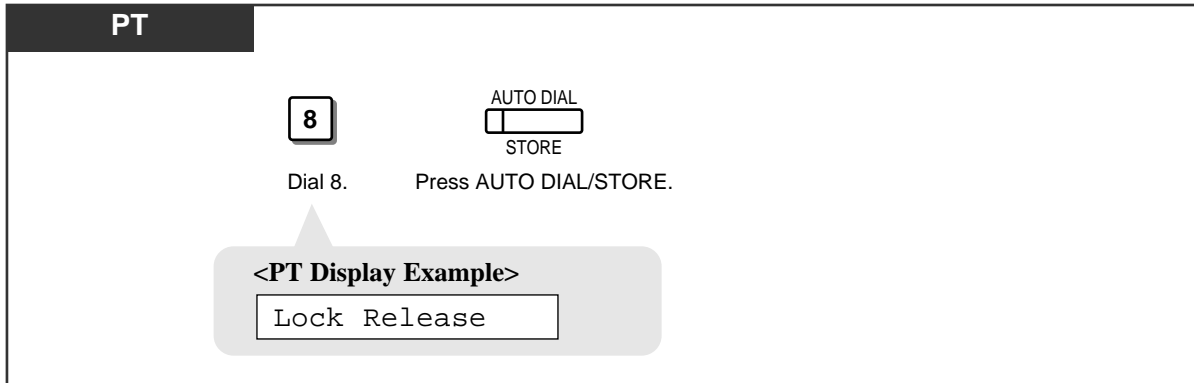 PT
8
AUTO DIAL
STORE
Dial 8.
Press AUTO DIAL/STORE.
<PT Display Example>
Lock Release